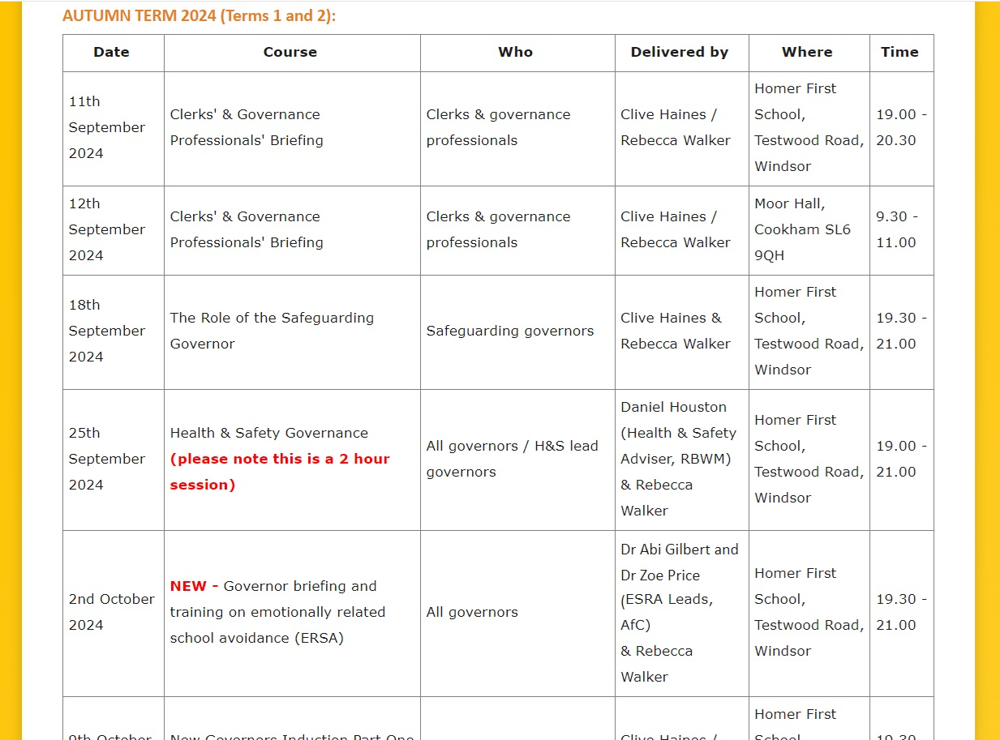 AUTUMN TERM 2024 (Terms 1 and 2):
Date
Course
Who
Delivered by
Where
Time
11th
September
2024
Clerks' & Governance
Professionals' Briefing
Clerks & governance
professionals
Clive Haines /
Rebecca Walker
Homer First
School,
Testwood Road,
Windsor
19.00 -
20.30
12th
September
2024
Clerks' & Governance
Professionals' Briefing
Clerks & governance
professionals
Clive Haines /
Rebecca Walker
Moor Hall,
Cookham SL6
9QH
9.30 -
11.00
18th
September
2024
The Role of the Safeguarding
Governor
Safeguarding governors
Clive Haines &
Rebecca Walker
Homer First
School,
Testwood Road,
Windsor
19.30 -
21.00
25th
September
2024
Health & Safety Governance
(please note this is a 2 hour
session)
All governors / H&S lead
governors
Daniel Houston
(Health & Safety
Adviser, RBWM)
& Rebecca
Walker
Homer First
School,
Testwood Road,
Windsor
19.00 -
21.00
2nd October
2024
NEW - Governor briefing and
training on emotionally related
school avoidance (ERSA)
All governors
Dr Abi Gilbert and
Dr Zoe Price
(ESRA Leads,
AfC)
& Rebecca
Walker
Homer First
School,
Testwood Road,
Windsor
19.30 -
21.00
9th October
New Governors Induction Part One
Clive Haines /
Homer First
School,
19.30 -